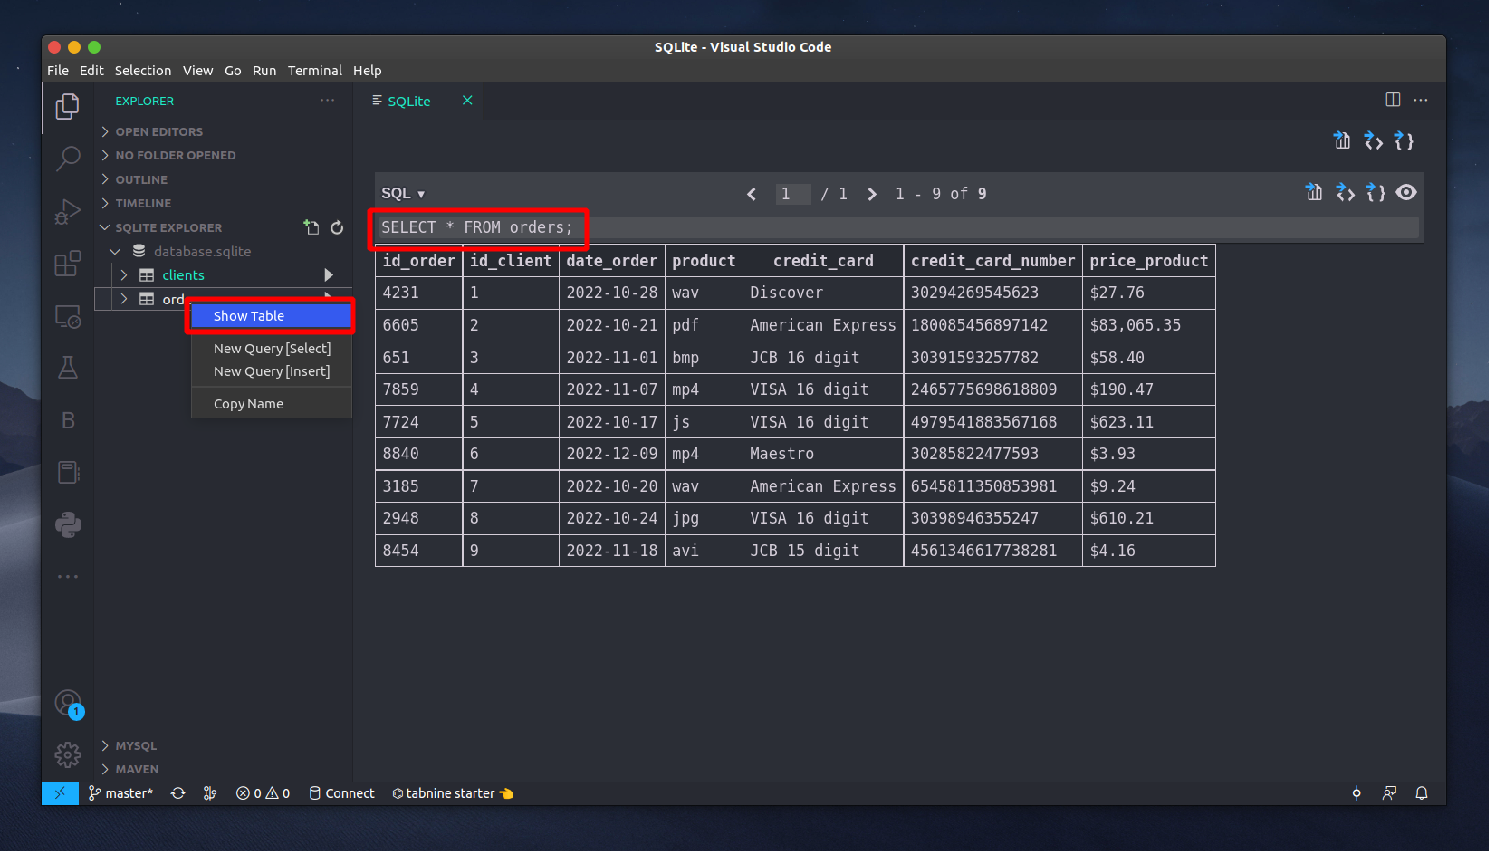 SQLite - Visual Studio Code
File Edit Selection View Go Run Terminal Help
EXPLORER
SQLite
OPEN EDITORS
NO FOLDER OPENED
OUTLINE
TIMELINE
SQLITE EXPLORER
database.sqlite
clients
ord
Show Table
New Query [Select]
New Query [Insert]
Copy Name
MYSQL
MAVEN
SQL 1 / 1 1 - 9 of 9
SELECT * FROM orders;
id_order id_client date_order product credit_card credit_card_number price_product
4231 1 2022-10-28 wav Discover 30294269545623 $27.76
6605 2 2022-10-21 pdf American Express 180085456897142 $83,065.35
651 3 2022-11-01 bmp JCB 16 digit 30391593257782 $58.40
7859 4 2022-11-07 mp4 VISA 16 digit 2465775698618809 $190.47
7724 5 2022-10-17 js VISA 16 digit 4979541883567168 $623.11
8840 6 2022-12-09 mp4 Maestro 30285822477593 $3.93
3185 7 2022-10-20 wav American Express 6545811350853981 $9.24
2948 8 2022-10-24 jpg VISA 16 digit 30398946355247 $610.21
8454 9 2022-11-18 avi JCB 15 digit 4561346617738281 $4.16
B
1
master* 0 0 Connect tabnine starter